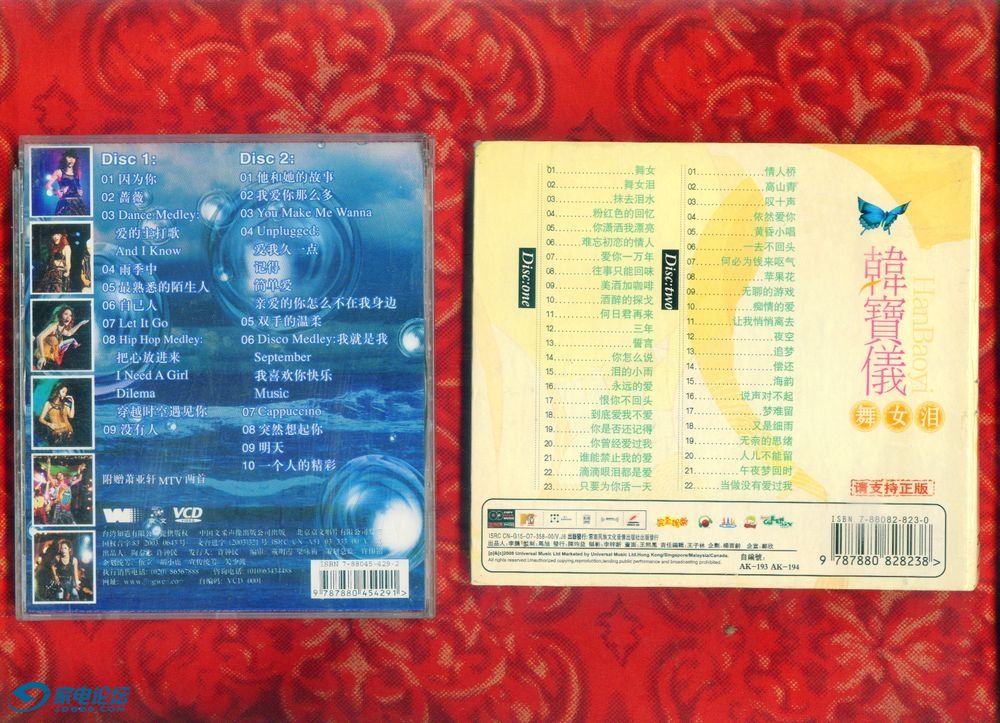 Disc 1:
01 因为你
02 蔷薇
03 Dance Medley:
爱的主打歌
And I Know
04 雨季中
05 最熟悉的陌生人
06 自己人
07 Let It Go
08 Hip Hop Medley:
把心放进来
I Need A Girl
Dilema
穿越时空遇见你
09 没有人
附赠萧亚轩 MTV 两首
Disc 2:
01 他和她的故事
02 我爱你那么多
03 You Make Me Wanna
04 Unplugged:
爱我久一点
记得
简单爱
亲爱的你怎么不在我身边
05 双手的温柔
06 Disco Medley:我就是我
September
我喜欢你快乐
Music
07 Cappuccino
08 突然想起你
09 明天
10 一个人的精彩
VCD
ISBN 7-88045-429-2
9 787880 454291 >
Disc:one
01 舞女
02 舞女泪
03 抹去泪水
04 粉红色的回忆
05 你潇洒我漂亮
06 难忘初恋的情人
07 爱你一万年
08 往事只能回味
09 美酒加咖啡
10 酒醉的探戈
11 何日君再来
12 三年
13 誓言
14 你怎么说
15 泪的小雨
16 永远的爱
17 恨你不回头
18 到底爱我不爱
19 你是否还记得
20 你曾经爱过我
21 谁能禁止我的爱
22 滴滴眼泪都是爱
23 只要为你活一天
Disc:two
01 情人桥
02 高山青
03 叹十声
04 依然爱你
05 黄昏小唱
06 一去不回头
07 何必为钱来呕气
08 苹果花
09 无聊的游戏
10 痴情的爱
11 让我悄悄离去
12 夜空
13 追梦
14 偿还
15 海韵
16 说声对不起
17 梦难留
18 又是细雨
19 无奈的思绪
20 人儿不能留
21 午夜梦回时
22 当做没有爱过我
韓寶儀
HanBaoyi
舞女泪
请支持正版
ISBN 7-88082-823-0
9 787880 828238 >
自编號:
AK-193 AK-194
家电论坛
JDBBS.COM